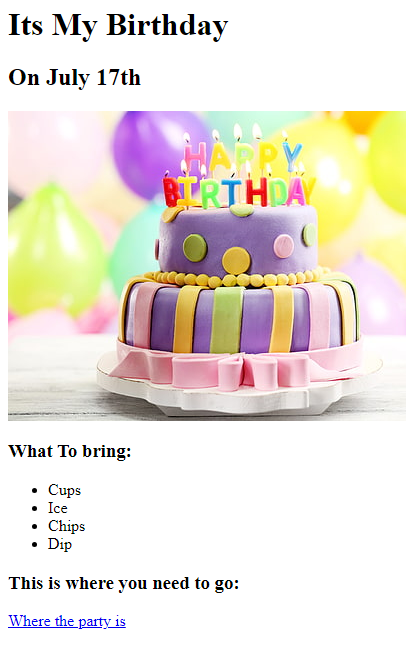 Its My Birthday
On July 17th
HAPPY
BIRTHDAY
What To bring:
Cups
Ice
Chips
Dip
This is where you need to go:
Where the party is